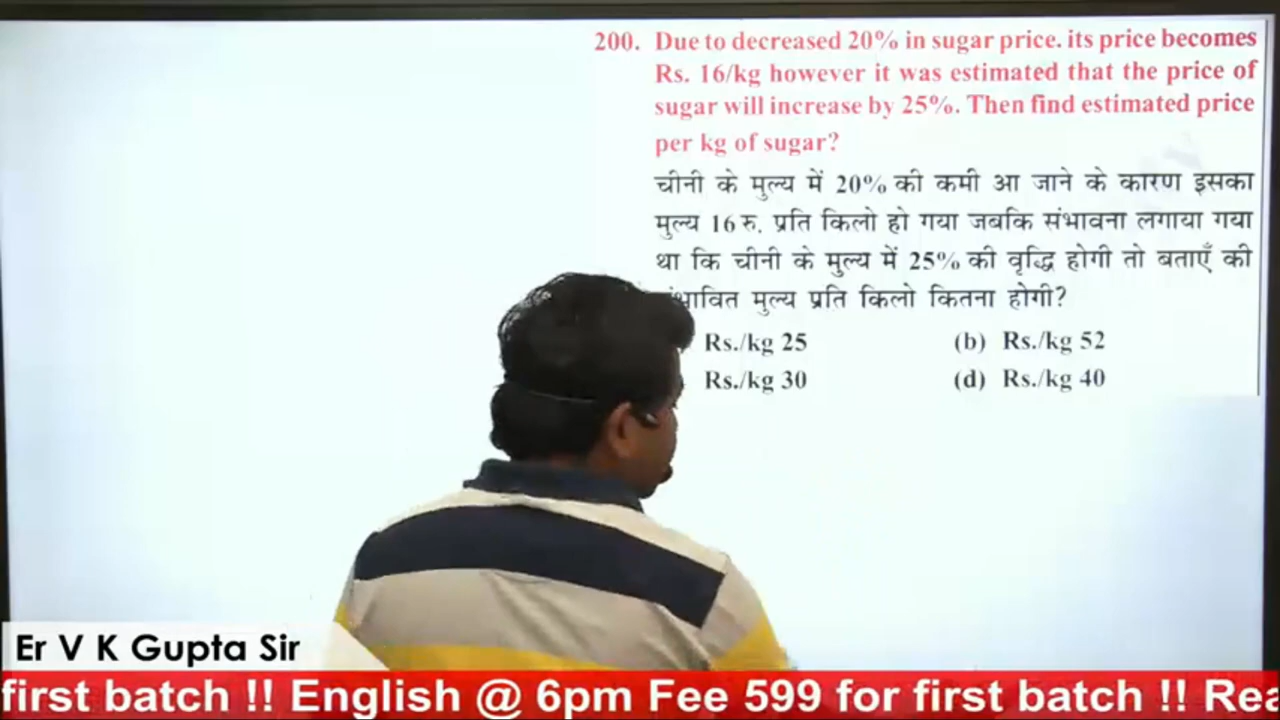 200. Due to decreased 20% in sugar price. its price becomes
Rs. 16/kg however it was estimated that the price of
sugar will increase by 25%. Then find estimated price
per kg of sugar?
चीनी के मुल्य में 20% की कमी आ जाने के कारण इसका
मुल्य 16 रु. प्रति किलो हो गया जबकि संभावना लगाया गया
था कि चीनी के मुल्य में 25% की वृद्धि होगी तो बताएँ की
मुल्य प्रति किलो कितना होगी?
Rs./kg 25 (b) Rs./kg 52
Rs./kg 30 (d) Rs./kg 40
Er V K Gupta Sir
first batch !! English @ 6pm Fee 599 for first batch !!